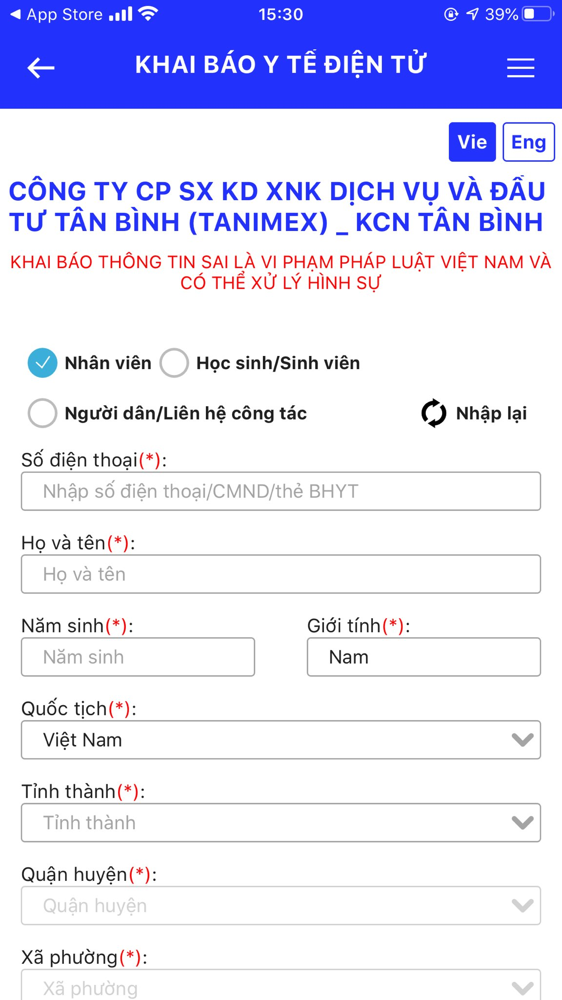 App Store
15:30
39%
KHAI BÁO Y TẾ ĐIỆN TỬ
Vie
Eng
CÔNG TY CP SX KD XNK DỊCH VỤ VÀ ĐẦU
TƯ TÂN BÌNH (TANIMEX) _ KCN TÂN BÌNH
KHAI BÁO THÔNG TIN SAI LÀ VI PHẠM PHÁP LUẬT VIỆT NAM VÀ
CÓ THỂ XỬ LÝ HÌNH SỰ
Nhân viên
Học sinh/Sinh viên
Người dân/Liên hệ công tác
Nhập lại
Số điện thoại(*):
Nhập số điện thoại/CMND/thẻ BHYT
Họ và tên(*):
Họ và tên
Năm sinh(*):
Năm sinh
Giới tính(*):
Nam
Quốc tịch(*):
Việt Nam
Tỉnh thành(*):
Tỉnh thành
Quận huyện(*):
Quận huyện
Xã phường(*):
Xã phường